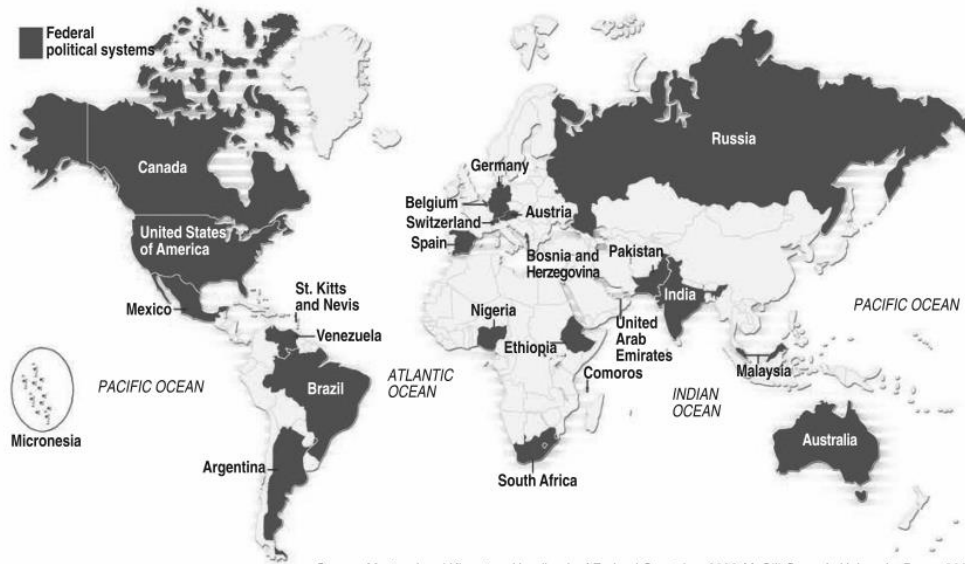 Federal
political systems
Canada
United States
of America
Mexico
St. Kitts
and Nevis
Venezuela
Brazil
Argentina
PACIFIC OCEAN
Micronesia
ATLANTIC
OCEAN
Germany
Belgium
Switzerland
Austria
Spain
Bosnia and
Herzegovina
Russia
Pakistan
India
Nigeria
Ethiopia
United
Arab
Emirates
Comoros
South Africa
INDIAN
OCEAN
Malaysia
PACIFIC OCEAN
Australia